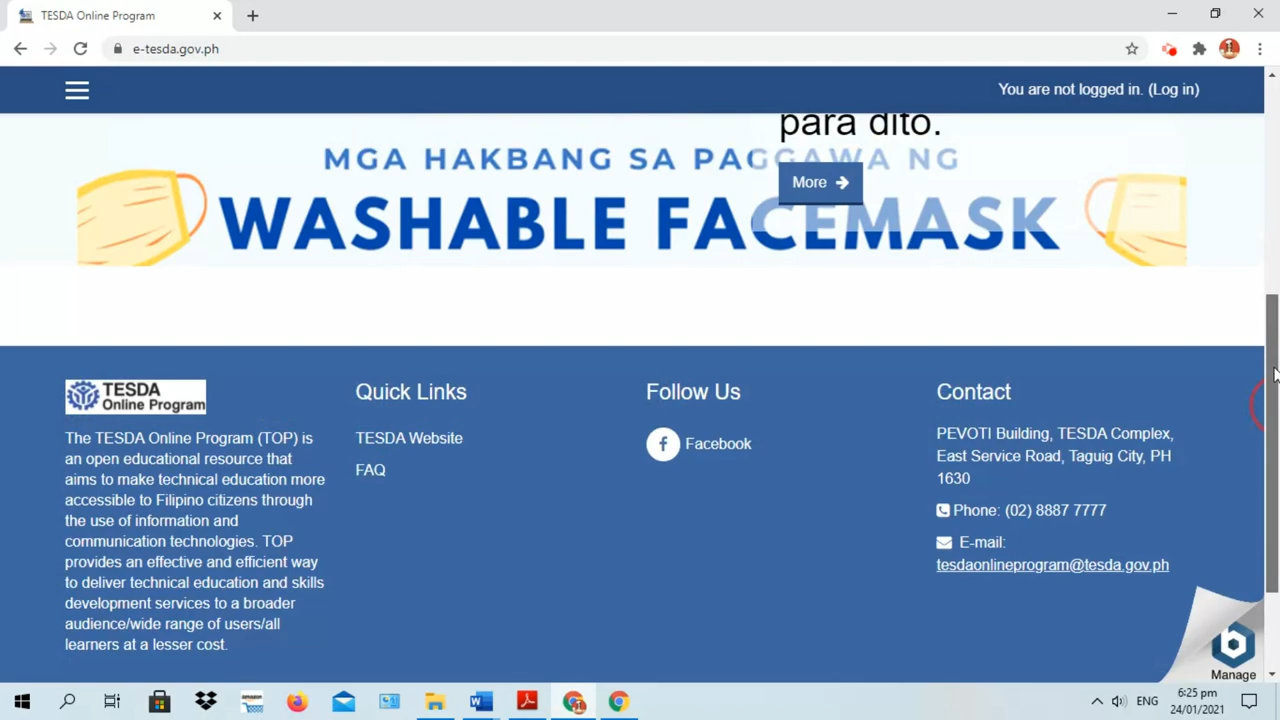 TESDA Online Program
e-tesda.gov.ph
You are not logged in. (Log in)
para dito.
MGA HAKBANG SA PAGGAWA NG
More
WASHABLE FACEMASK
TESDA
Online Program
The TESDA Online Program (TOP) is
an open educational resource that
aims to make technical education more
accessible to Filipino citizens through
the use of information and
communication technologies. TOP
provides an effective and efficient way
to deliver technical education and skills
development services to a broader
audience/wide range of users/all
learners at a lesser cost.
Quick Links
TESDA Website
FAQ
Follow Us
Facebook
Contact
PEVOTI Building, TESDA Complex,
East Service Road, Taguig City, PH
1630
Phone: (02) 8887 7777
E-mail:
tesdaonlineprogram@tesda.gov.ph
Manage
ENG
6:25 pm
24/01/2021